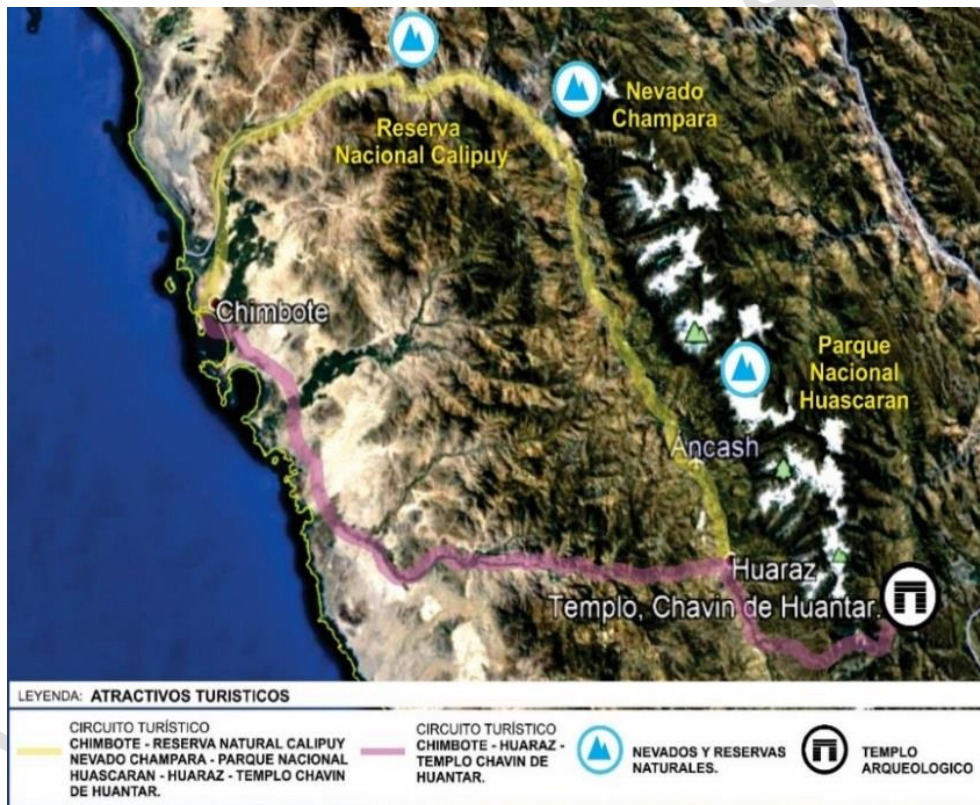 Reserva
Nacional Calipuy
Nevado
Champara
Chimbote
Parque
Nacional
Huascaran
Ancash
Huaraz
Templo, Chavin de Huantar.
LEYENDA: ATRACTIVOS TURISTICOS
CIRCUITO TURÍSTICO
CHIMBOTE - RESERVA NATURAL CALIPUY
NEVADO CHAMPARA - PARQUE NACIONAL
HUASCARAN - HUARAZ - TEMPLO CHAVIN
DE HUANTAR.
CIRCUITO TURÍSTICO
CHIMBOTE - HUARAZ -
TEMPLO CHAVIN DE
HUANTAR.
NEVADOS Y RESERVAS
NATURALES.
TEMPLO
ARQUEOLOGICO